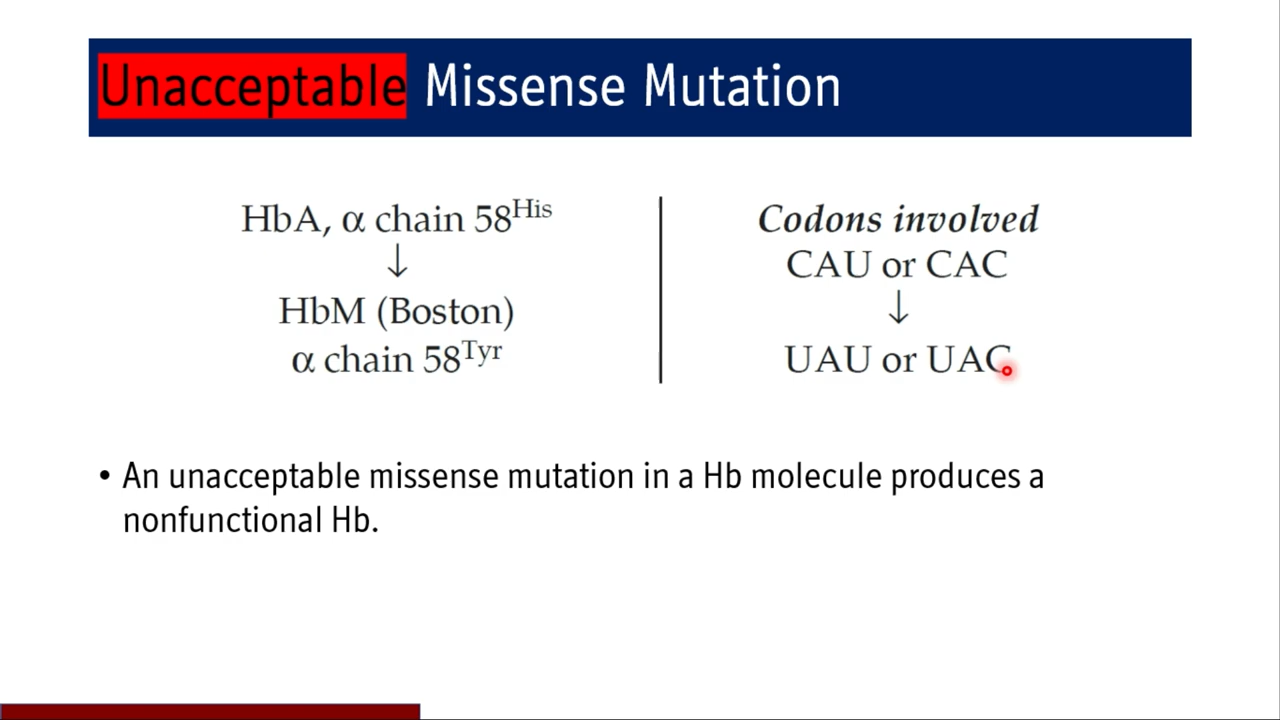 Unacceptable Missense Mutation
HbA, α chain 58His
↓
HbM (Boston)
α chain 58Tyr
Codons involved
CAU or CAC
↓
UAU or UAC
• An unacceptable missense mutation in a Hb molecule produces a
nonfunctional Hb.